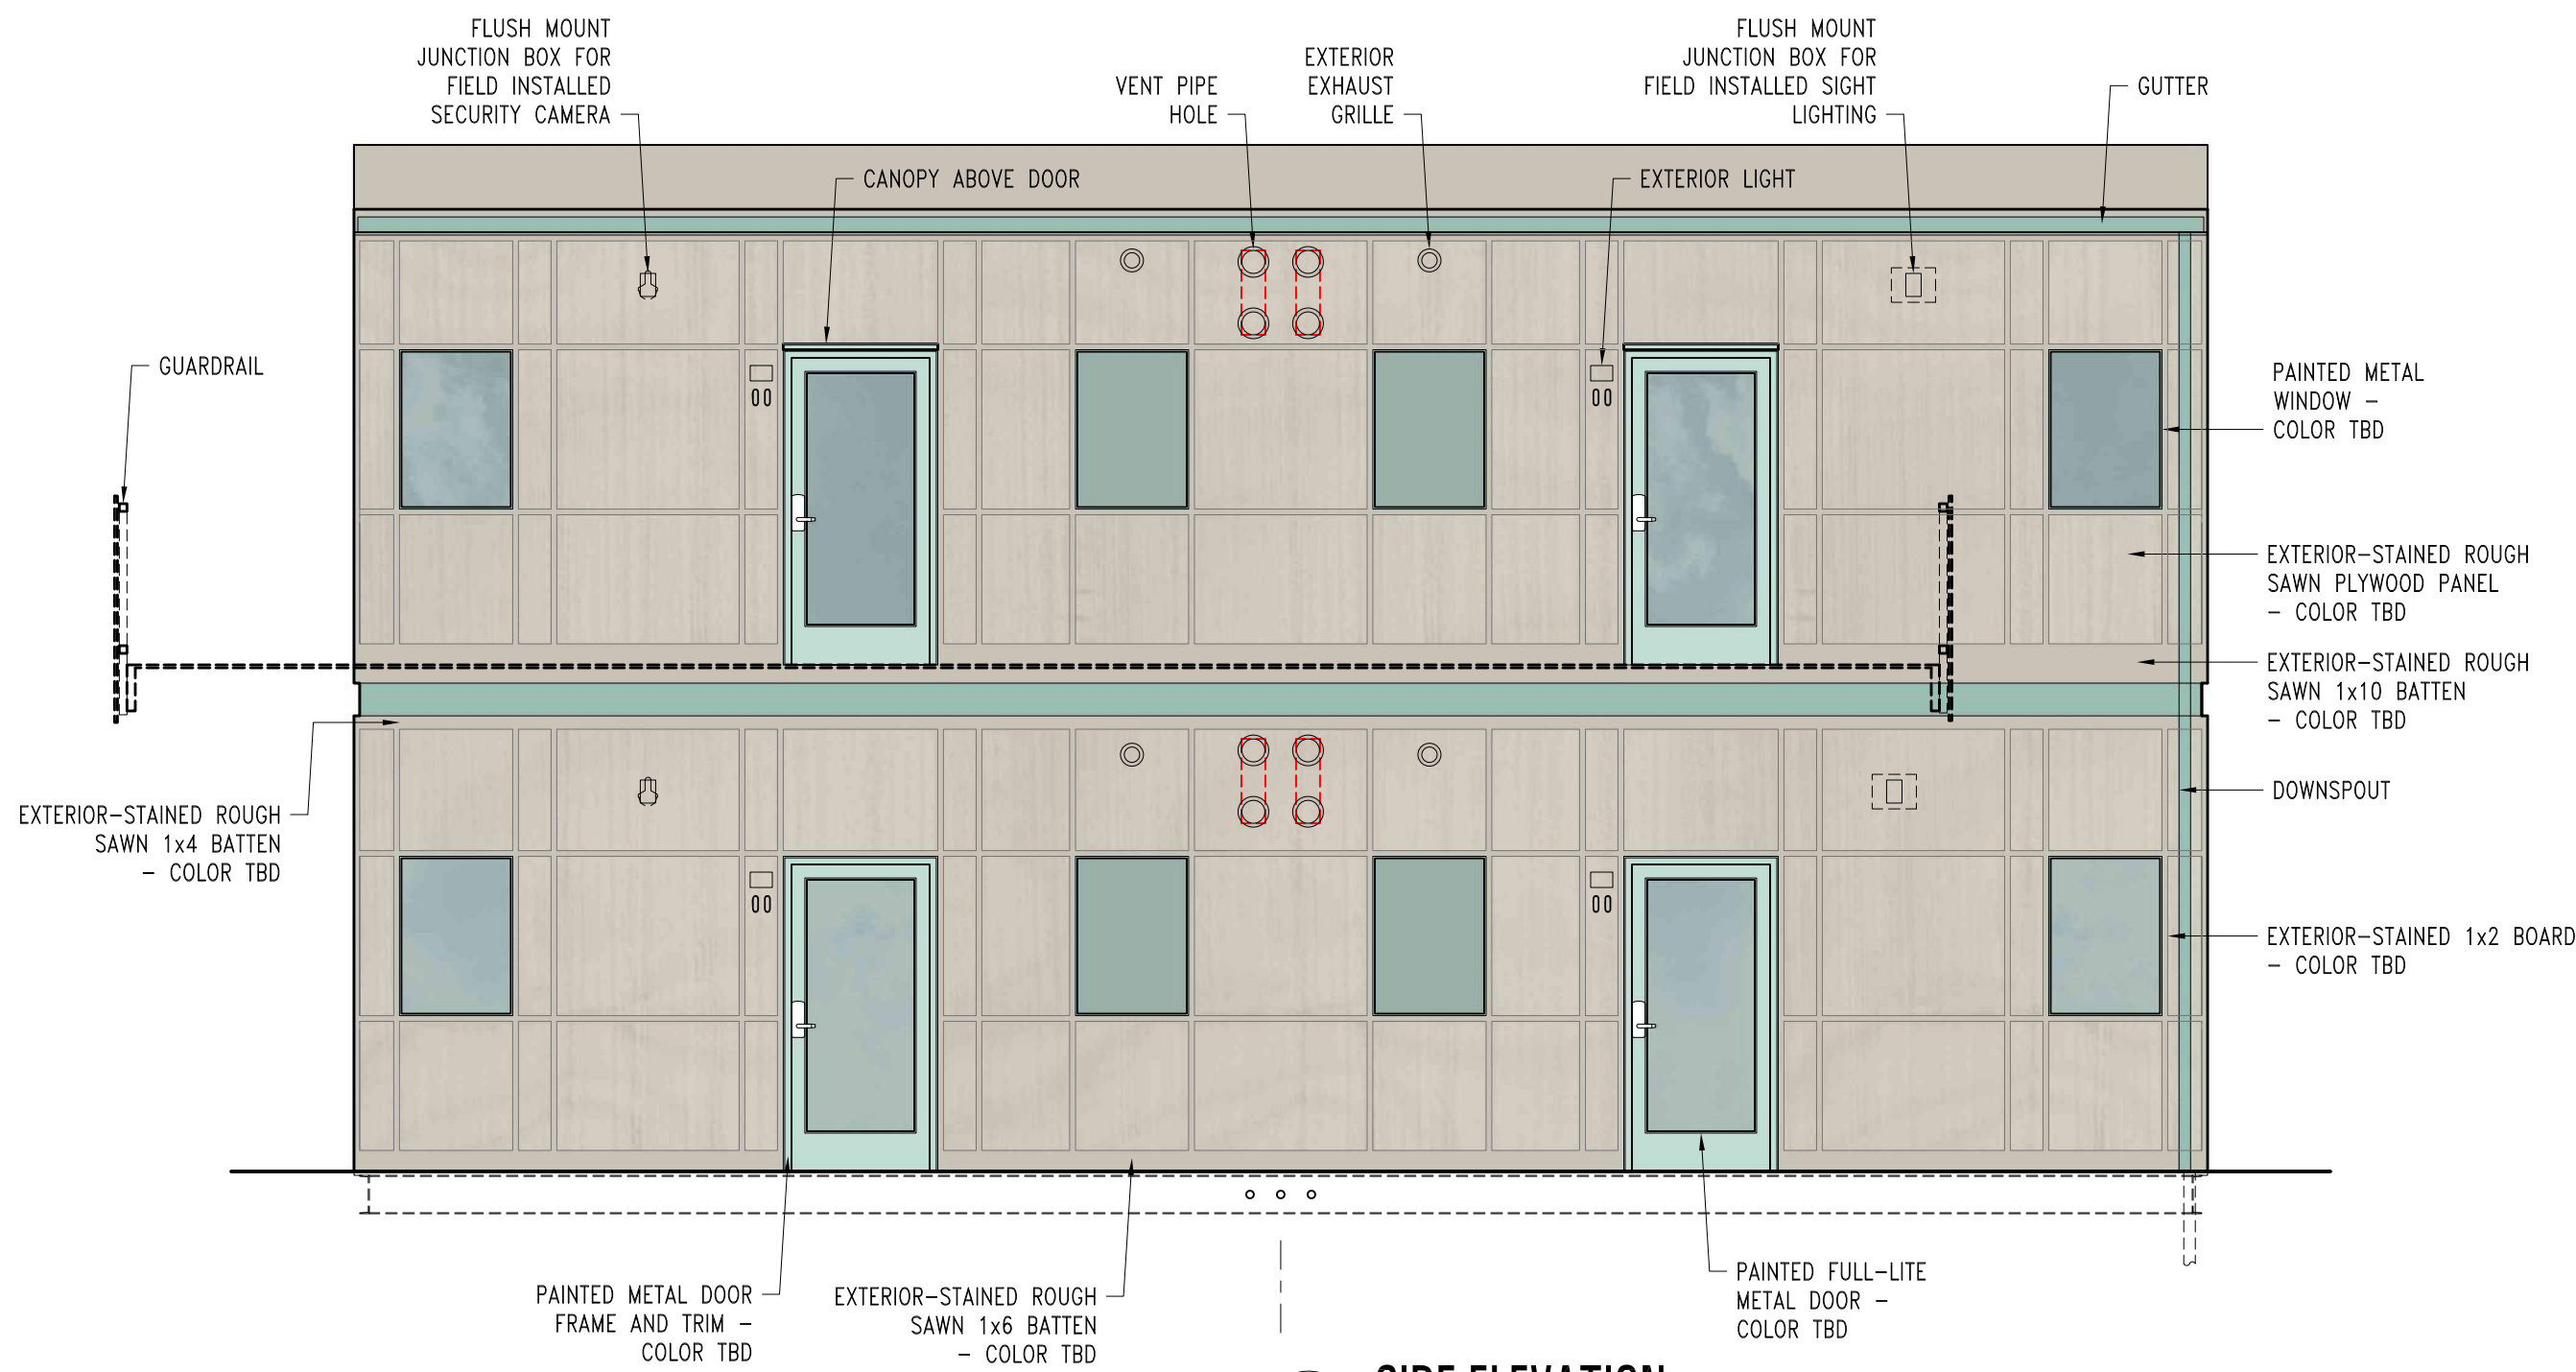 FLUSH MOUNT
JUNCTION BOX FOR
FIELD INSTALLED
SECURITY CAMERA
VENT PIPE
HOLE
EXTERIOR
EXHAUST
GRILLE
FLUSH MOUNT
JUNCTION BOX FOR
FIELD INSTALLED SIGHT
LIGHTING
GUTTER
CANOPY ABOVE DOOR
EXTERIOR LIGHT
GUARDRAIL
PAINTED METAL
WINDOW –
COLOR TBD
EXTERIOR–STAINED ROUGH
SAWN PLYWOOD PANEL
– COLOR TBD
EXTERIOR–STAINED ROUGH
SAWN 1x10 BATTEN
– COLOR TBD
DOWNSPOUT
EXTERIOR–STAINED ROUGH
SAWN 1x4 BATTEN
– COLOR TBD
EXTERIOR–STAINED 1x2 BOARD
– COLOR TBD
PAINTED METAL DOOR
FRAME AND TRIM –
COLOR TBD
EXTERIOR–STAINED ROUGH
SAWN 1x6 BATTEN
– COLOR TBD
PAINTED FULL–LITE
METAL DOOR –
COLOR TBD
SIDE ELEVATION